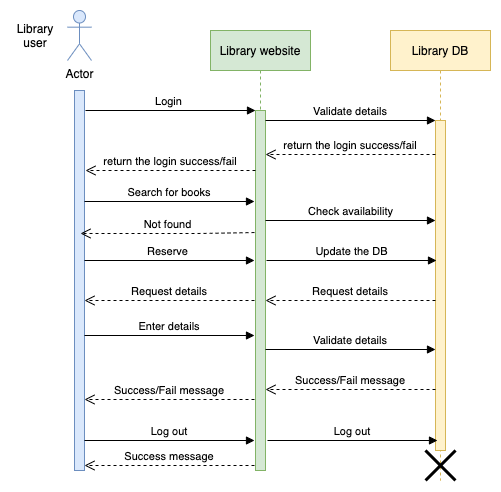 Library
user
Actor
Library website
Library DB
Login
Validate details
return the login success/fail
return the login success/fail
Search for books
Check availability
Not found
Reserve
Update the DB
Request details
Request details
Enter details
Validate details
Success/Fail message
Success/Fail message
Log out
Log out
Success message